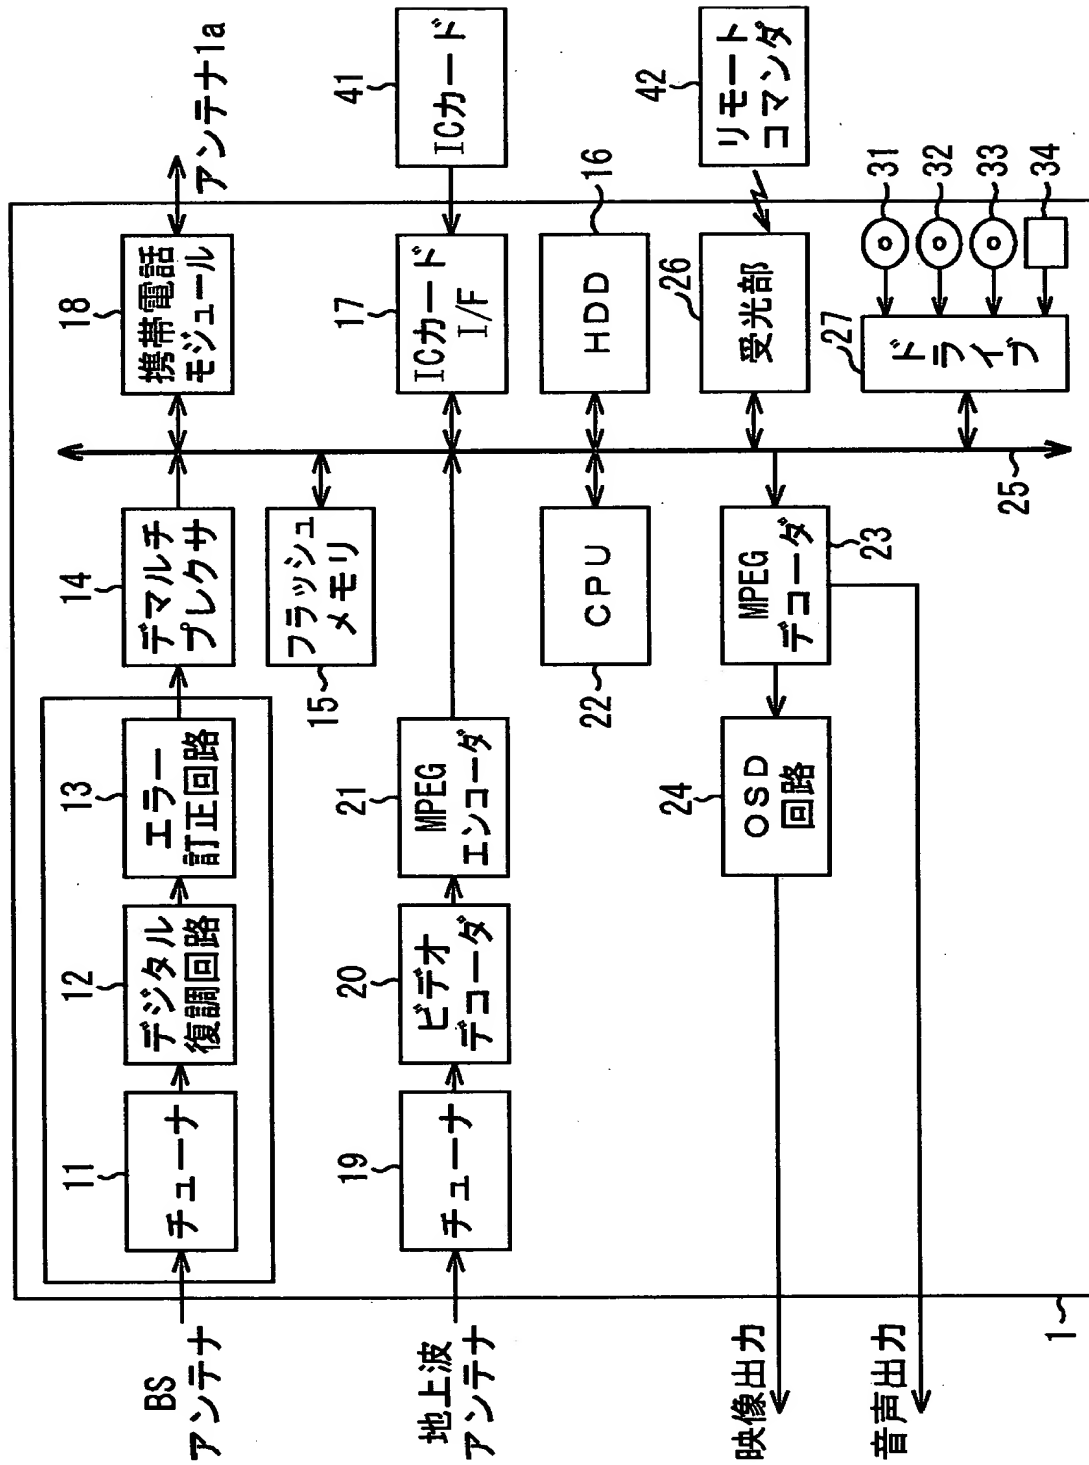 BS
アンテナ
11
チューナ
12
デジタル
復調回路
13
エラー
訂正回路
14
デマルチ
プレクサ
18
携帯電話
モジュール
アンテナ1a
15
フラッシュ
メモリ
地上波
アンテナ
19
チューナ
20
ビデオ
デコーダ
21
MPEG
エンコーダ
17
ICカード
I/F
41
ICカード
22
CPU
16
HDD
映像出力
24
OSD
回路
23
MPEG
デコーダ
26
受光部
42
リモート
コマンダ
音声出力
27
ドライブ
31
32
33
34
25
1